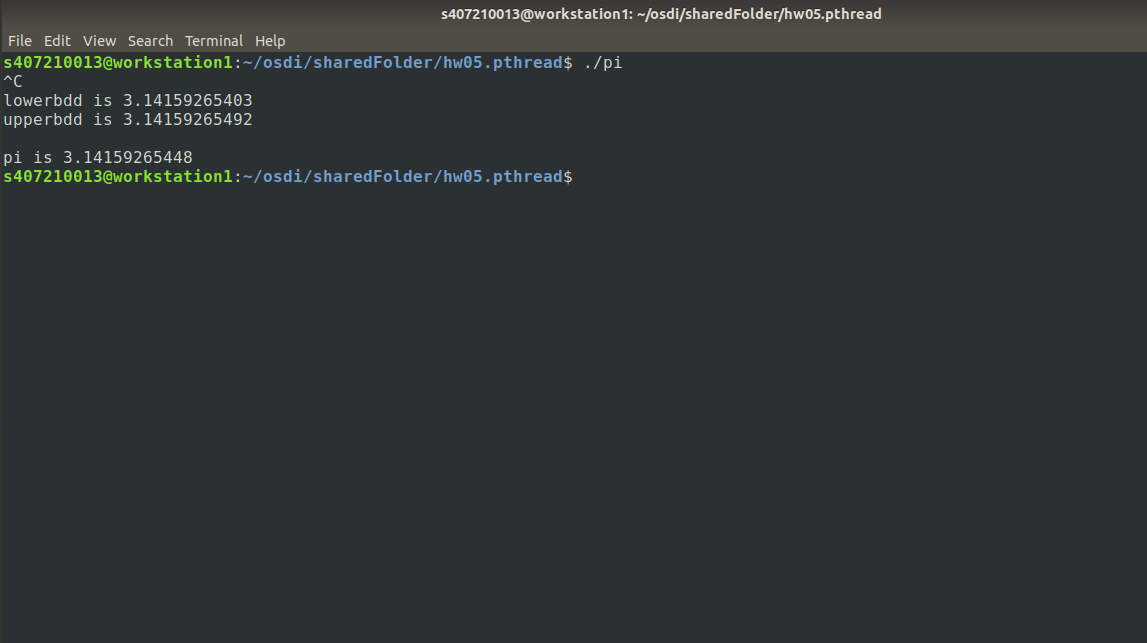 s407210013@workstation1: ~/osdi/sharedFolder/hw05.pthread
File Edit View Search Terminal Help
s407210013@workstation1:~/osdi/sharedFolder/hw05.pthread$ ./pi
^C
lowerbdd is 3.14159265403
upperbdd is 3.14159265492
pi is 3.14159265448
s407210013@workstation1:~/osdi/sharedFolder/hw05.pthread$